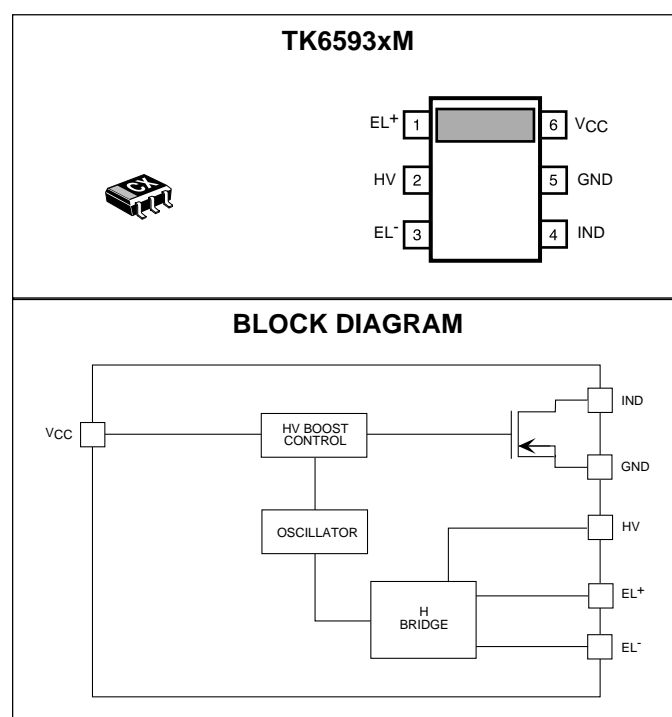 TK6593xM
CX
EL+ 1 6 VCC
HV 2 5 GND
EL- 3 4 IND
BLOCK DIAGRAM
VCC
HV BOOST
CONTROL
IND
GND
OSCILLATOR
HV
H
BRIDGE
EL+
EL-